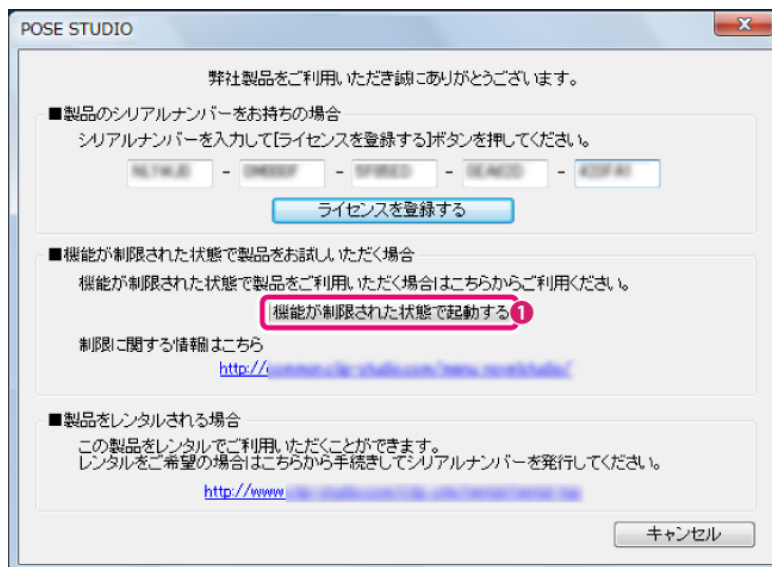 POSE STUDIO
弊社製品をご利用いただき誠にありがとうございます。
■製品のシリアルナンバーをお持ちの場合
シリアルナンバーを入力して[ライセンスを登録する]ボタンを押してください。
- - - -
ライセンスを登録する
■機能が制限された状態で製品をお試しいただく場合
機能が制限された状態で製品をご利用いただく場合はこちらからご利用ください。
機能が制限された状態で起動する 1
制限に関する情報はこちら
http://
■製品をレンタルされる場合
この製品をレンタルでご利用いただくことができます。
レンタルをご希望の場合はこちらから手続きしてシリアルナンバーを発行してください。
http://www
キャンセル